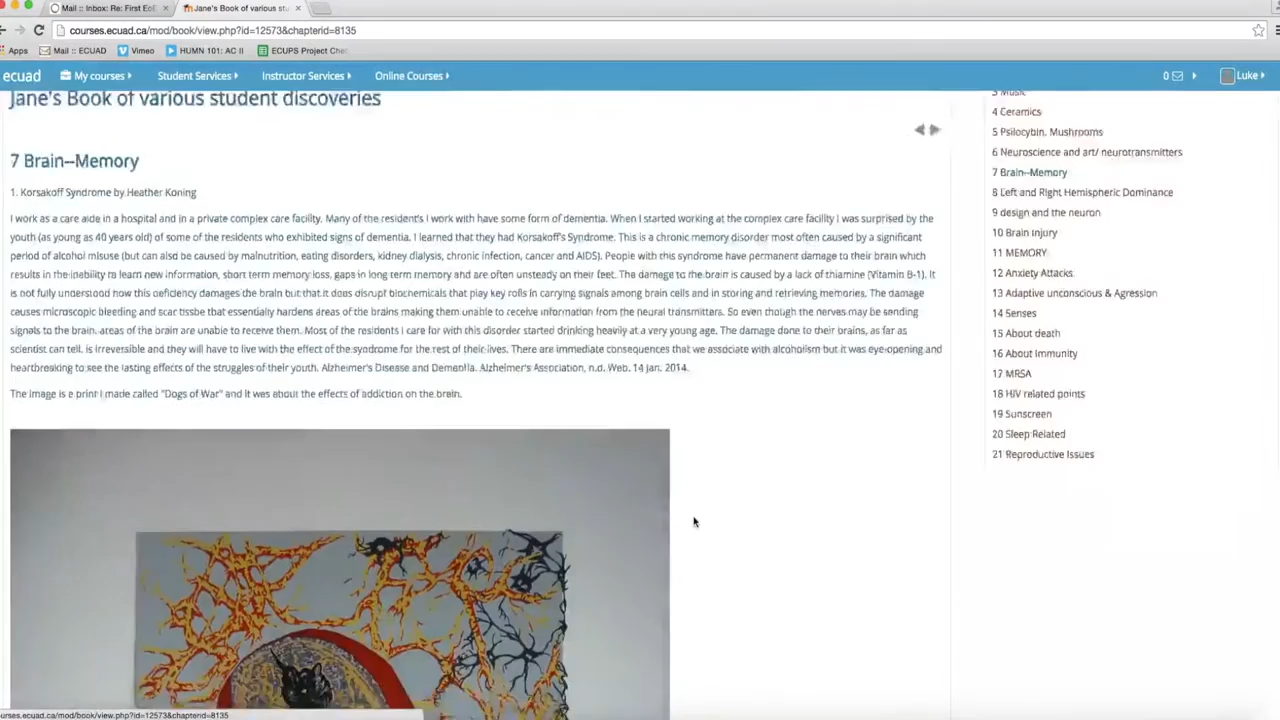 Mail :: Inbox: Re: First Eo
Jane's Book of various stu
courses.ecuad.ca/mod/book/view.php?id=12573&chapterid=8135
Apps Mail :: ECUAD Vimeo HUMN 101: AC II ECUPS Project Che
ecuad My courses Student Services Instructor Services Online Courses 0 Luke
Jane's Book of various student discoveries
7 Brain--Memory
1. Korsakoff Syndrome by Heather Koning
I work as a care aide in a hospital and in a private complex care facility. Many of the resident's I work with have some form of dementia. When I started working at the complex care facility I was surprised by the
youth (as young as 40 years old) of some of the residents who exhibited signs of dementia. I learned that they had Korsakoff's Syndrome. This is a chronic memory disorder most often caused by a significant
period of alcohol misuse (but can also be caused by malnutrition, eating disorders, kidney dialysis, chronic infection, cancer and AIDS). People with this syndrome have permanent damage to their brain which
results in the inability to learn new information, short term memory loss, gaps in long term memory and are often unsteady on their feet. The damage to the brain is caused by a lack of thiamine (Vitamin B-1). It
is not fully understood how this deficiency damages the brain but that it does disrupt biochemicals that play key rolls in carrying signals among brain cells and in storing and retrieving memories. The damage
causes microscopic bleeding and scar tissbe that essentially hardens areas of the brains making them unable to receive information from the neural transmitters. So even though the nerves may be sending
signals to the brain, areas of the brain are unable to receive them. Most of the residents I care for with this disorder started drinking heavily at a very young age. The damage done to their brains, as far as
scientist can tell, is irreversible and they will have to live with the effect of the syndrome for the rest of their lives. There are immediate consequences that we associate with alcoholism but it was eye-opening and
heartbreaking to see the lasting effects of the struggles of their youth. Alzheimer's Disease and Dementia. Alzheimer's Association, n.d. Web. 14 Jan. 2014.
The image is a print I made called "Dogs of War" and it was about the effects of addiction on the brain.
3 Music
4 Ceramics
5 Psilocybin, Mushrooms
6 Neuroscience and art/ neurotransmitters
7 Brain--Memory
8 Left and Right Hemispheric Dominance
9 design and the neuron
10 Brain Injury
11 MEMORY
12 Anxiety Attacks
13 Adaptive unconscious & Agression
14 Senses
15 About death
16 About Immunity
17 MRSA
18 HIV related points
19 Sunscreen
20 Sleep Related
21 Reproductive Issues
urses.ecuad.ca/mod/book/view.php?id=12573&chapterid=8135